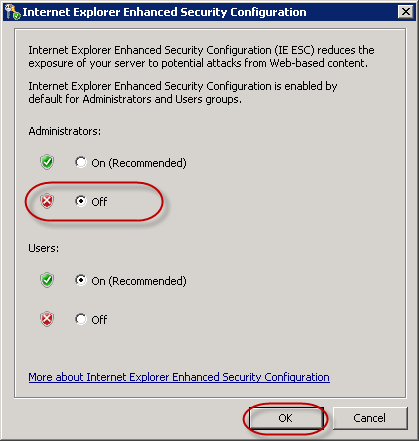 Internet Explorer Enhanced Security Configuration
Internet Explorer Enhanced Security Configuration (IE ESC) reduces the
exposure of your server to potential attacks from Web-based content.
Internet Explorer Enhanced Security Configuration is enabled by
default for Administrators and Users groups.
Administrators:
On (Recommended)
Off
Users:
On (Recommended)
Off
More about Internet Explorer Enhanced Security Configuration
OK
Cancel